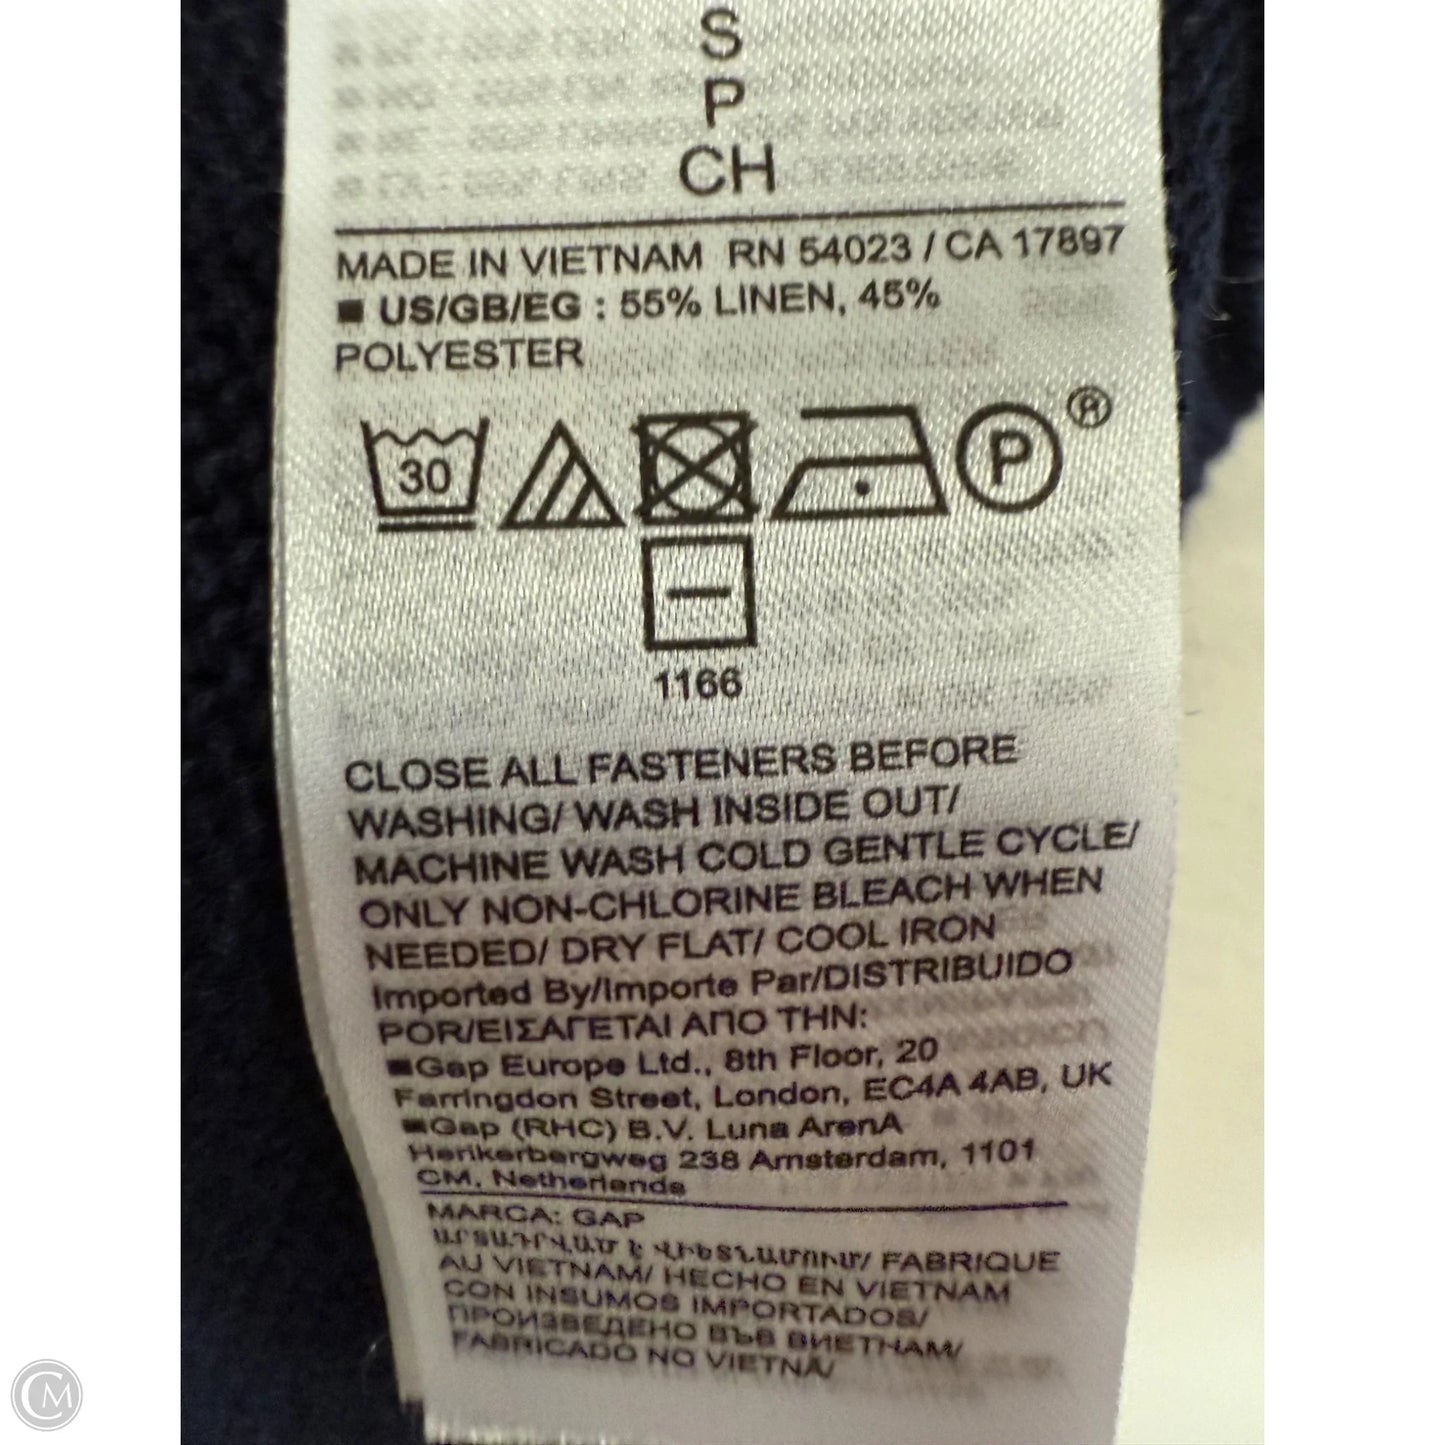 S
P
CH
MADE IN VIETNAM RN 54023 / CA 17897
■ US/GB/EG : 55% LINEN, 45%
POLYESTER
30 P ®
1166
CLOSE ALL FASTENERS BEFORE
WASHING/ WASH INSIDE OUT/
MACHINE WASH COLD GENTLE CYCLE/
ONLY NON-CHLORINE BLEACH WHEN
NEEDED/ DRY FLAT/ COOL IRON
Imported By/Importe Par/DISTRIBUIDO
POR/ΕΙΣΑΓΕΤΑΙ ΑΠΟ ΤΗΝ:
■Gap Europe Ltd., 8th Floor, 20
Farringdon Street, London, EC4A 4AB, UK
■Gap (RHC) B.V. Luna ArenA
Herikerbergweg 238 Amsterdam, 1101
CM, Netherlands
MARCA: GAP
ԱՐՏԱԴՐՎԱԾ Է ՎԻԵՏՆԱՄՈՒՄ/ FABRIQUE
AU VIETNAM/ HECHO EN VIETNAM
CON INSUMOS IMPORTADOS/
ПРОИЗВЕДЕНО ВЪВ ВИЕТНАМ/
FABRICADO NO VIETNÃ/
CM